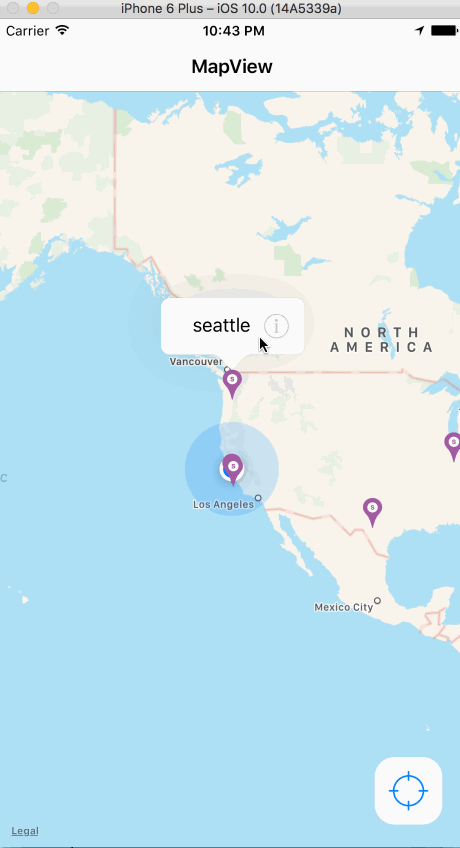 iPhone 6 Plus – iOS 10.0 (14A5339a)
Carrier 10:43 PM
MapView
seattle i
NORTH
AMERICA
Vancouver
S
S
S
Los Angeles
S
Mexico City
Legal